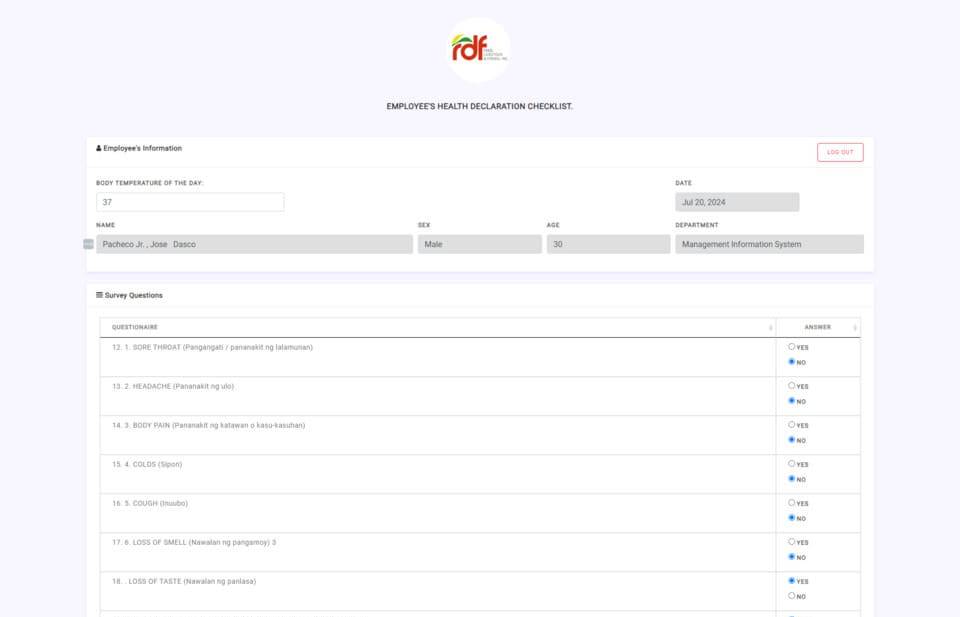 rdf
EMPLOYEE'S HEALTH DECLARATION CHECKLIST.
Employee's Information
LOG OUT
BODY TEMPERATURE OF THE DAY:
DATE
37
Jul 20, 2024
NAME
SEX
AGE
DEPARTMENT
Pacheco Jr. , Jose Dasco
Male
30
Management Information System
Survey Questions
QUESTIONAIRE
ANSWER
12. 1. SORE THROAT (Pangangati / pananakit ng lalamunan)
YES
NO
13. 2. HEADACHE (Pananakit ng ulo)
YES
NO
14. 3. BODY PAIN (Pananakit ng katawan o kasu-kasuhan)
YES
NO
15. 4. COLDS (Sipon)
YES
NO
16. 5. COUGH (Inuubo)
YES
NO
17. 6. LOSS OF SMELL (Nawalan ng pangamoy) 3
YES
NO
18. . LOSS OF TASTE (Nawalan ng panlasa)
YES
NO